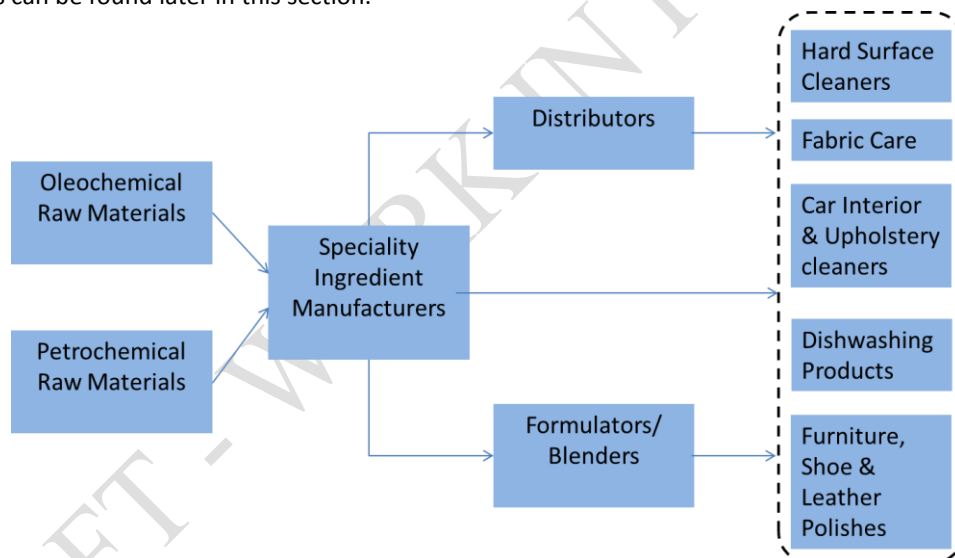 s can be found later in this section.
Oleochemical
Raw Materials
Petrochemical
Raw Materials
Speciality
Ingredient
Manufacturers
Distributors
Formulators/
Blenders
Hard Surface
Cleaners
Fabric Care
Car Interior
& Upholstery
cleaners
Dishwashing
Products
Furniture,
Shoe &
Leather
Polishes